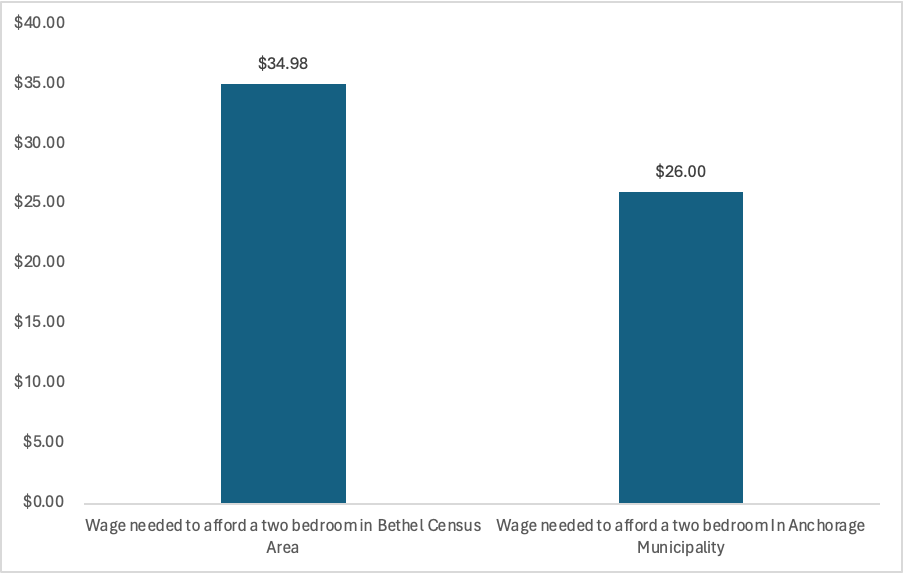 $40.00
$35.00
$30.00
$25.00
$20.00
$15.00
$10.00
$5.00
$0.00
$34.98
$26.00
Wage needed to afford a two bedroom in Bethel Census
Area
Wage needed to afford a two bedroom In Anchorage
Municipality